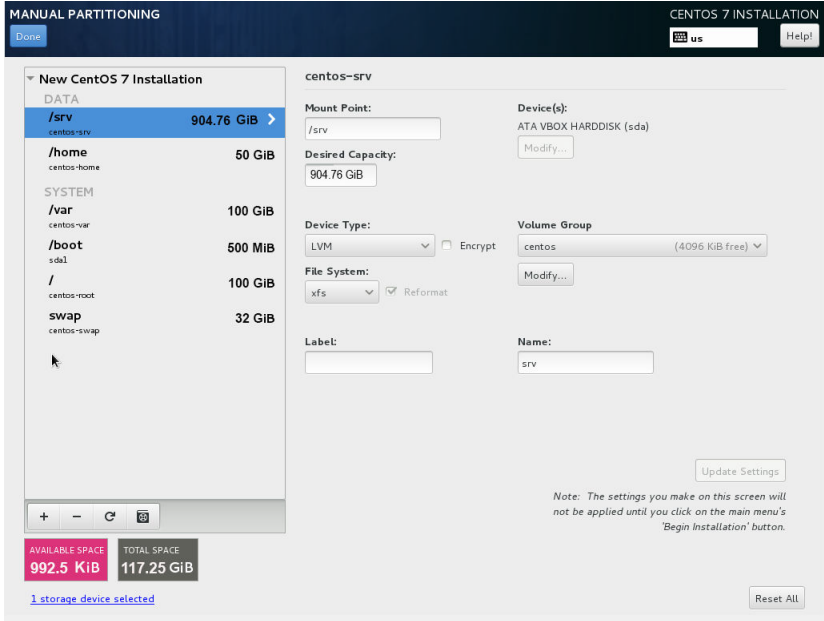 MANUAL PARTITIONING
CENTOS 7 INSTALLATION
Done
us
Help!
New CentOS 7 Installation
DATA
/srv 904.76 GiB
centos-srv
/home 50 GiB
centos-home
SYSTEM
/var 100 GiB
centos-var
/boot 500 MiB
sda1
/ 100 GiB
centos-root
swap 32 GiB
centos-swap
centos-srv
Mount Point:
/srv
Desired Capacity:
904.76 GiB
Device(s):
ATA VBOX HARDDISK (sda)
Modify...
Device Type:
LVM
Encrypt
Volume Group
centos (4096 KiB free)
File System:
xfs
Reformat
Modify...
Label:
Name:
srv
Update Settings
Note: The settings you make on this screen will
not be applied until you click on the main menu's
'Begin Installation' button.
AVAILABLE SPACE
992.5 KiB
TOTAL SPACE
117.25 GiB
1 storage device selected
Reset All